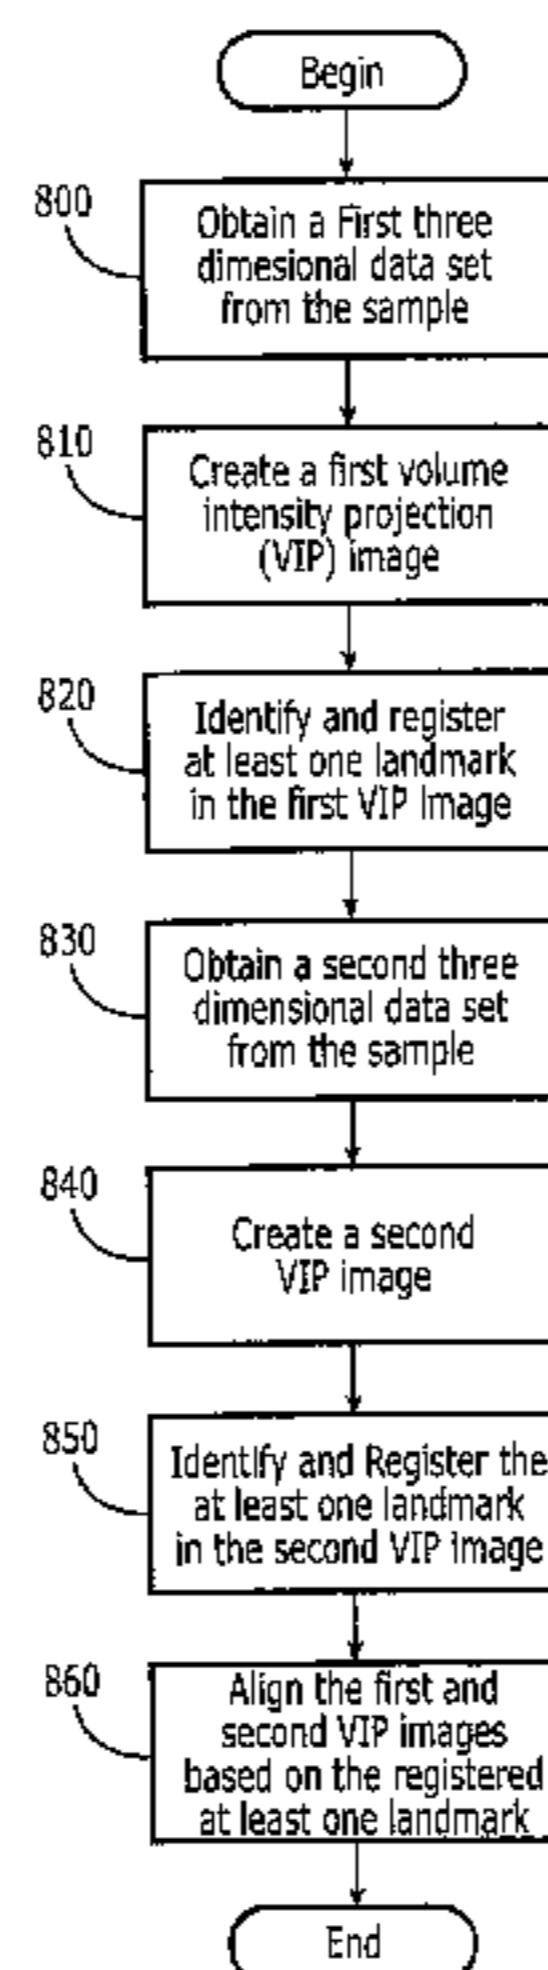 Begin
800
Obtain a First three
dimesional data set
from the sample
810
Create a first volume
intensity projection
(VIP) image
820
Identify and register
at least one landmark
in the first VIP image
830
Obtain a second three
dimensional data set
from the sample
840
Create a second
VIP image
850
Identify and Register the
at least one landmark
in the second VIP image
860
Align the first and
second VIP images
based on the registered
at least one landmark
End